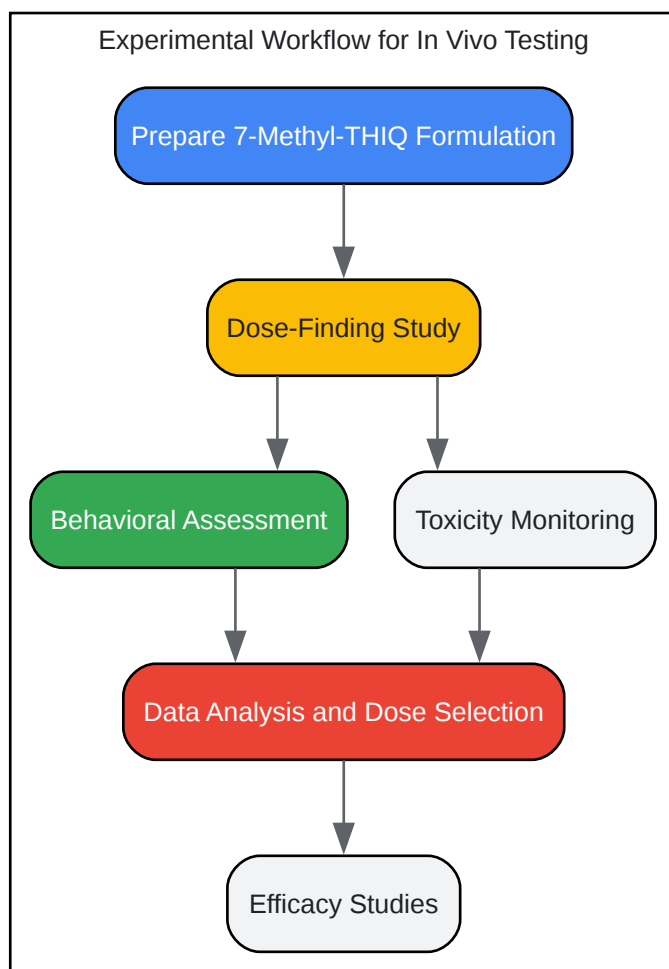 Experimental Workflow for In Vivo Testing
Prepare 7-Methyl-THIQ Formulation
Dose-Finding Study
Behavioral Assessment
Toxicity Monitoring
Data Analysis and Dose Selection
Efficacy Studies